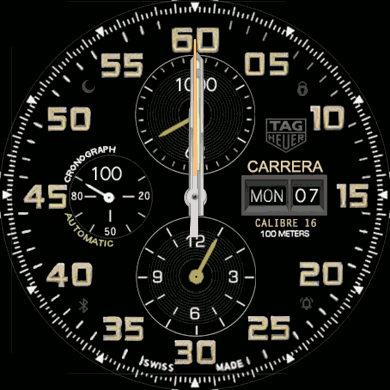 60
55 05
1000
50 10
TAG
HEUER
CHRONOGRAPH
CARRERA
100
45 80 20 MON 07 15
50
AUTOMATIC
CALIBRE 16
100 METERS
12
40 9 3 20
6
35 25
30
SWISS MADE